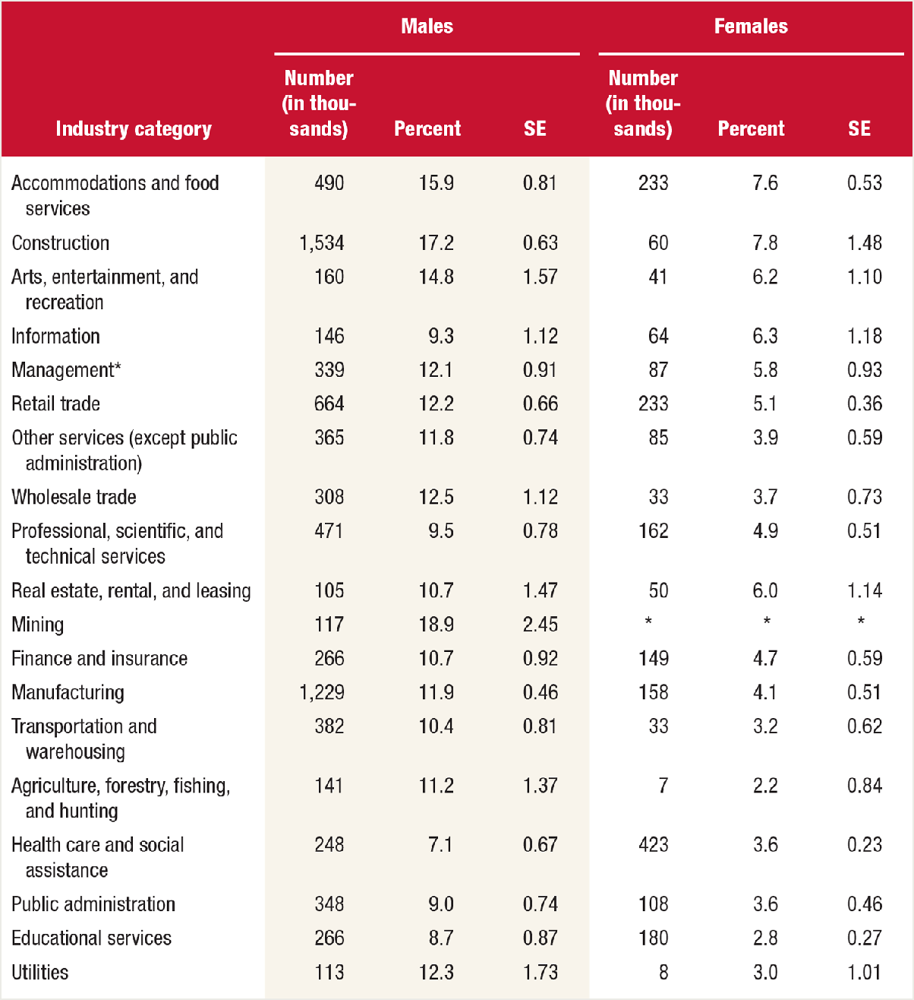 Males Females
Number (in thou-sands) Percent SE Number (in thou-sands) Percent SE
Industry category
Accommodations and food services 490 15.9 0.81 233 7.6 0.53
Construction 1,534 17.2 0.63 60 7.8 1.48
Arts, entertainment, and recreation 160 14.8 1.57 41 6.2 1.10
Information 146 9.3 1.12 64 6.3 1.18
Management* 339 12.1 0.91 87 5.8 0.93
Retail trade 664 12.2 0.66 233 5.1 0.36
Other services (except public administration) 365 11.8 0.74 85 3.9 0.59
Wholesale trade 308 12.5 1.12 33 3.7 0.73
Professional, scientific, and technical services 471 9.5 0.78 162 4.9 0.51
Real estate, rental, and leasing 105 10.7 1.47 50 6.0 1.14
Mining 117 18.9 2.45 * * *
Finance and insurance 266 10.7 0.92 149 4.7 0.59
Manufacturing 1,229 11.9 0.46 158 4.1 0.51
Transportation and warehousing 382 10.4 0.81 33 3.2 0.62
Agriculture, forestry, fishing, and hunting 141 11.2 1.37 7 2.2 0.84
Health care and social assistance 248 7.1 0.67 423 3.6 0.23
Public administration 348 9.0 0.74 108 3.6 0.46
Educational services 266 8.7 0.87 180 2.8 0.27
Utilities 113 12.3 1.73 8 3.0 1.01